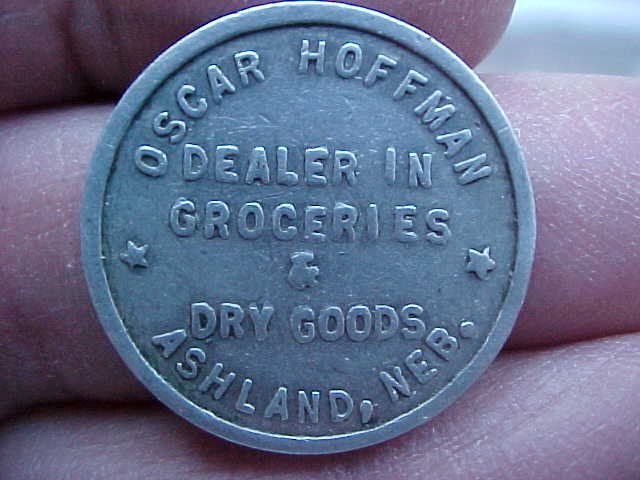 OSCAR HOFFMAN
DEALER IN
GROCERIES
&
DRY GOODS
ASHLAND, NEB.